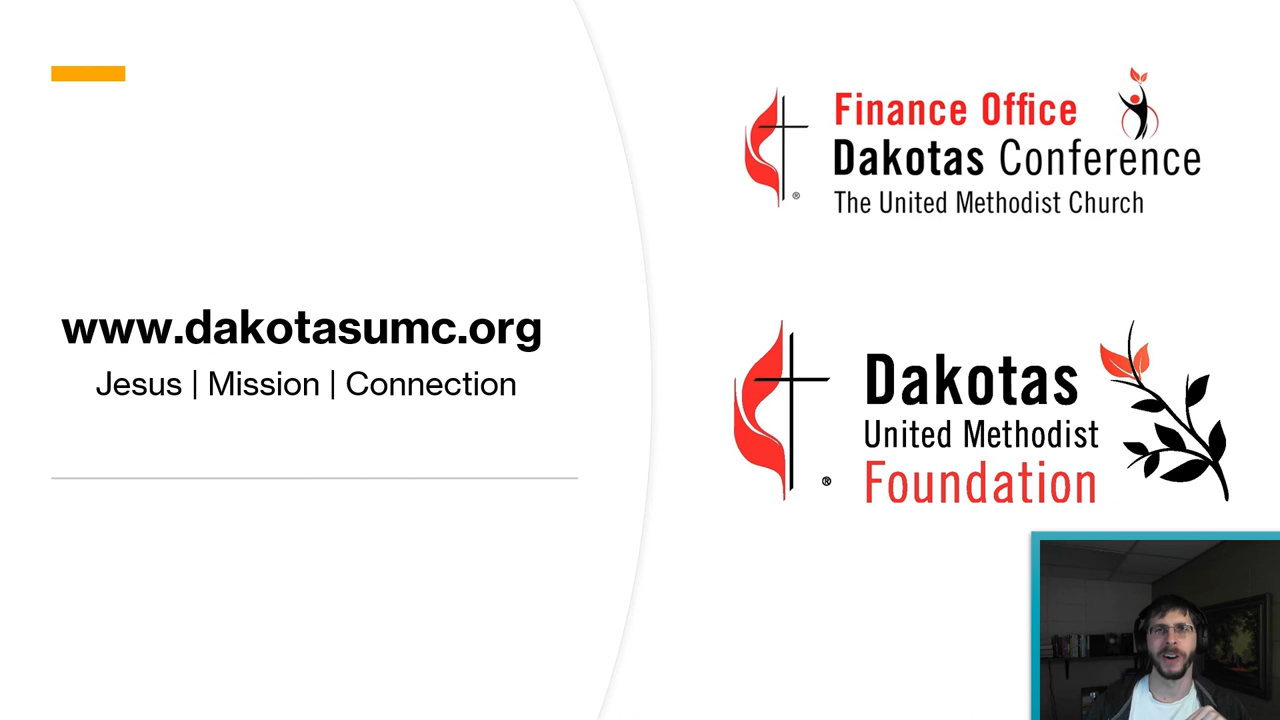 www.dakotasumc.org
Jesus | Mission | Connection
Finance Office
Dakotas Conference
The United Methodist Church
®
Dakotas
United Methodist
Foundation
®